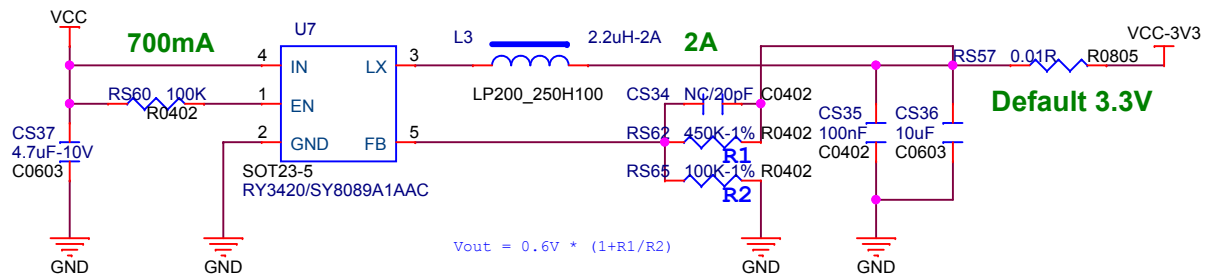 VCC
700mA
U7
L3
2.2uH-2A
2A
VCC-3V3
4
IN
LX
3
RS57
0.01R
R0805
LP200_250H100
RS60
100K
R0402
1
EN
CS34
NC/20pF
C0402
Default 3.3V
CS37
4.7uF-10V
C0603
2
GND
FB
5
RS62
450K-1%
R0402
R1
CS35
100nF
C0402
CS36
10uF
C0603
SOT23-5
RY3420/SY8089A1AAC
RS65
100K-1%
R0402
R2
Vout = 0.6V * (1+R1/R2)
GND
GND
GND
GND